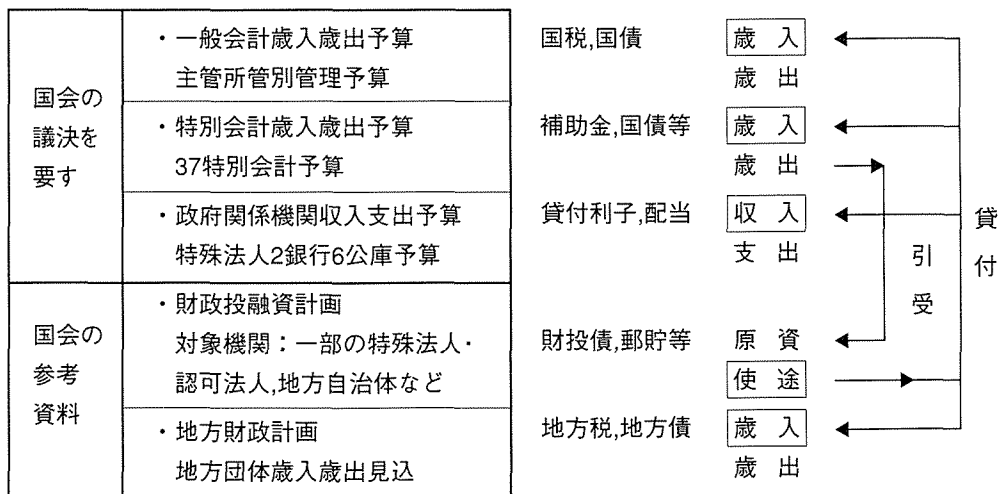 国会の
議決を
要す
・一般会計歳入歳出予算
主管所管別管理予算
国税,国債
歳 入
歳 出
・特別会計歳入歳出予算
37特別会計予算
補助金,国債等
歳 入
歳 出
・政府関係機関収入支出予算
特殊法人2銀行6公庫予算
貸付利子,配当
収 入
支 出
国会の
参考
資料
・財政投融資計画
対象機関：一部の特殊法人・
認可法人,地方自治体など
財投債,郵貯等
原 資
使 途
・地方財政計画
地方団体歳入歳出見込
地方税,地方債
歳 入
歳 出
引
受
貸
付